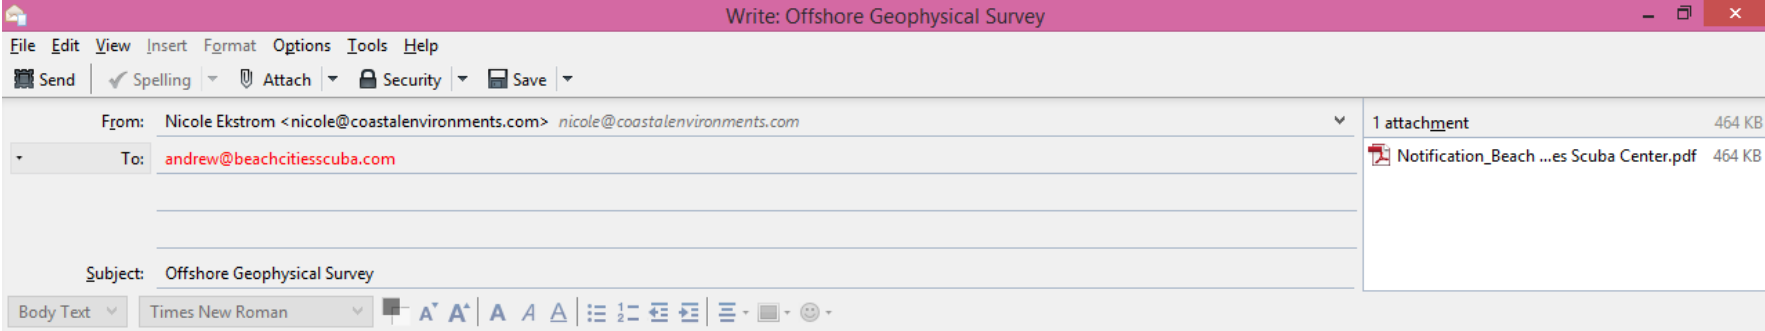 Write: Offshore Geophysical Survey
File Edit View Insert Format Options Tools Help
Send Spelling Attach Security Save
From: Nicole Ekstrom <nicole@coastalenvironments.com> nicole@coastalenvironments.com
1 attachment 464 KB
To: andrew@beachcitiesscuba.com
Notification_Beach ...es Scuba Center.pdf 464 KB
Subject: Offshore Geophysical Survey
Body Text Times New Roman